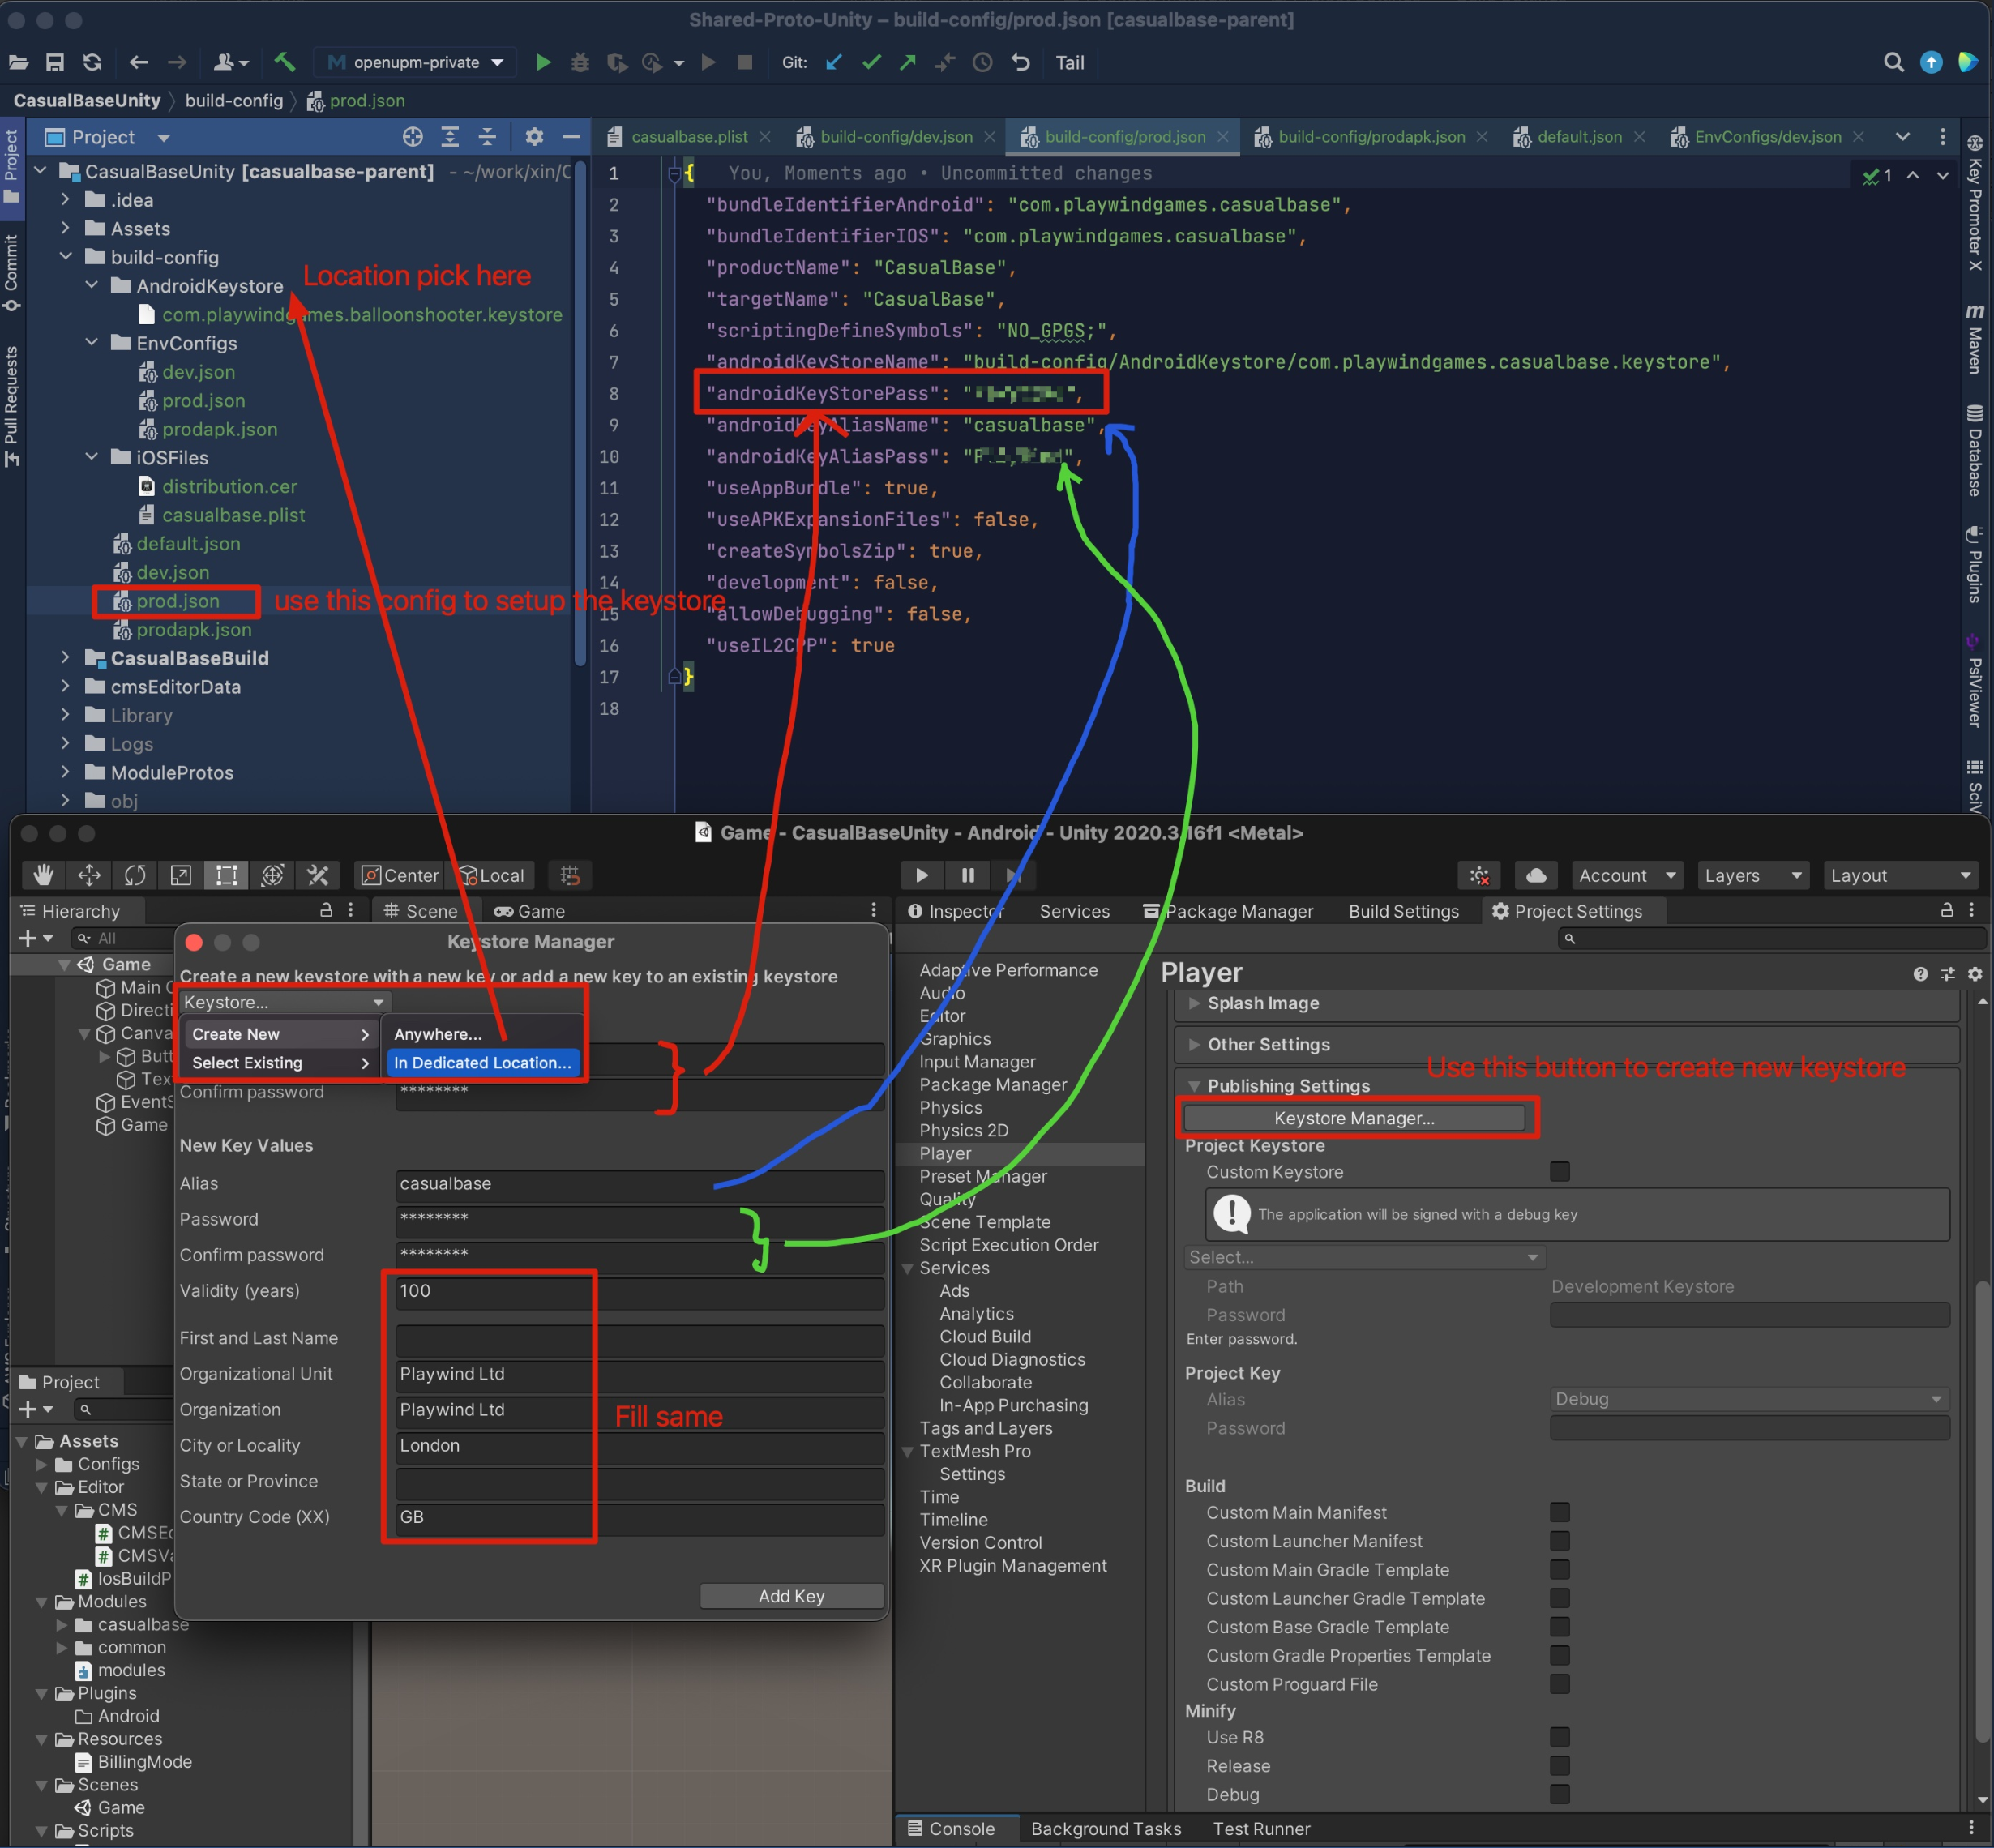 Shared-Proto-Unity – build-config/prod.json [casualbase-parent]
openupm-private
Git:
Tail
CasualBaseUnity
build-config
prod.json
Project
casualbase.plist
build-config/dev.json
build-config/prod.json
build-config/prodapk.json
default.json
EnvConfigs/dev.json
Project
Commit
Pull Requests
CasualBaseUnity [casualbase-parent] - ~/work/xin/C
.idea
Assets
build-config
AndroidKeystore
com.playwindgames.balloonshooter.keystore
EnvConfigs
dev.json
prod.json
prodapk.json
iOSFiles
distribution.cer
casualbase.plist
default.json
dev.json
prod.json
prodapk.json
CasualBaseBuild
cmsEditorData
Library
Logs
ModuleProtos
obj
Location pick here
use this config to setup the keystore
1 { You, Moments ago • Uncommitted changes
1
2 "bundleIdentifierAndroid": "com.playwindgames.casualbase",
3 "bundleIdentifierIOS": "com.playwindgames.casualbase",
4 "productName": "CasualBase",
5 "targetName": "CasualBase",
6 "scriptingDefineSymbols": "NO_GPGS;",
7 "androidKeyStoreName": "build-config/AndroidKeystore/com.playwindgames.casualbase.keystore",
8 "androidKeyStorePass": "
",
9 "androidKeyAliasName": "casualbase",
10 "androidKeyAliasPass": "
",
11 "useAppBundle": true,
12 "useAPKExpansionFiles": false,
13 "createSymbolsZip": true,
14 "development": false,
15 "allowDebugging": false,
16 "useIL2CPP": true
17 }
18
Key Promoter X
Maven
Database
Plugins
PsiViewer
SciV
Game - CasualBaseUnity - Android - Unity 2020.3.16f1 <Metal>
Center
Local
Account
Layers
Layout
Hierarchy
All
Game
Main C
Directi
Canva
Butt
Tex
EventS
Game
Scene
Game
Keystore Manager
Create a new keystore with a new key or add a new key to an existing keystore
Keystore...
Create New
Select Existing
Anywhere...
In Dedicated Location...
Confirm password ********
New Key Values
Alias casualbase
Password ********
Confirm password ********
Validity (years) 100
First and Last Name
Organizational Unit Playwind Ltd
Organization Playwind Ltd
City or Locality London
State or Province
Country Code (XX) GB
Fill same
Add Key
Project
Assets
Configs
Editor
CMS
CMSEd
CMSVa
IosBuildP
Modules
casualbase
common
modules
Plugins
Android
Resources
BillingMode
Scenes
Game
Scripts
Inspector
Services
Package Manager
Build Settings
Project Settings
Adaptive Performance
Audio
Editor
Graphics
Input Manager
Package Manager
Physics
Physics 2D
Player
Preset Manager
Quality
Scene Template
Script Execution Order
Services
Ads
Analytics
Cloud Build
Cloud Diagnostics
Collaborate
In-App Purchasing
Tags and Layers
TextMesh Pro
Settings
Time
Timeline
Version Control
XR Plugin Management
Player
Splash Image
Other Settings
Use this button to create new keystore
Publishing Settings
Keystore Manager...
Project Keystore
Custom Keystore
The application will be signed with a debug key
Select...
Path Development Keystore
Password
Enter password.
Project Key
Alias Debug
Password
Build
Custom Main Manifest
Custom Launcher Manifest
Custom Main Gradle Template
Custom Launcher Gradle Template
Custom Base Gradle Template
Custom Gradle Properties Template
Custom Proguard File
Minify
Use R8
Release
Debug
Console
Background Tasks
Test Runner